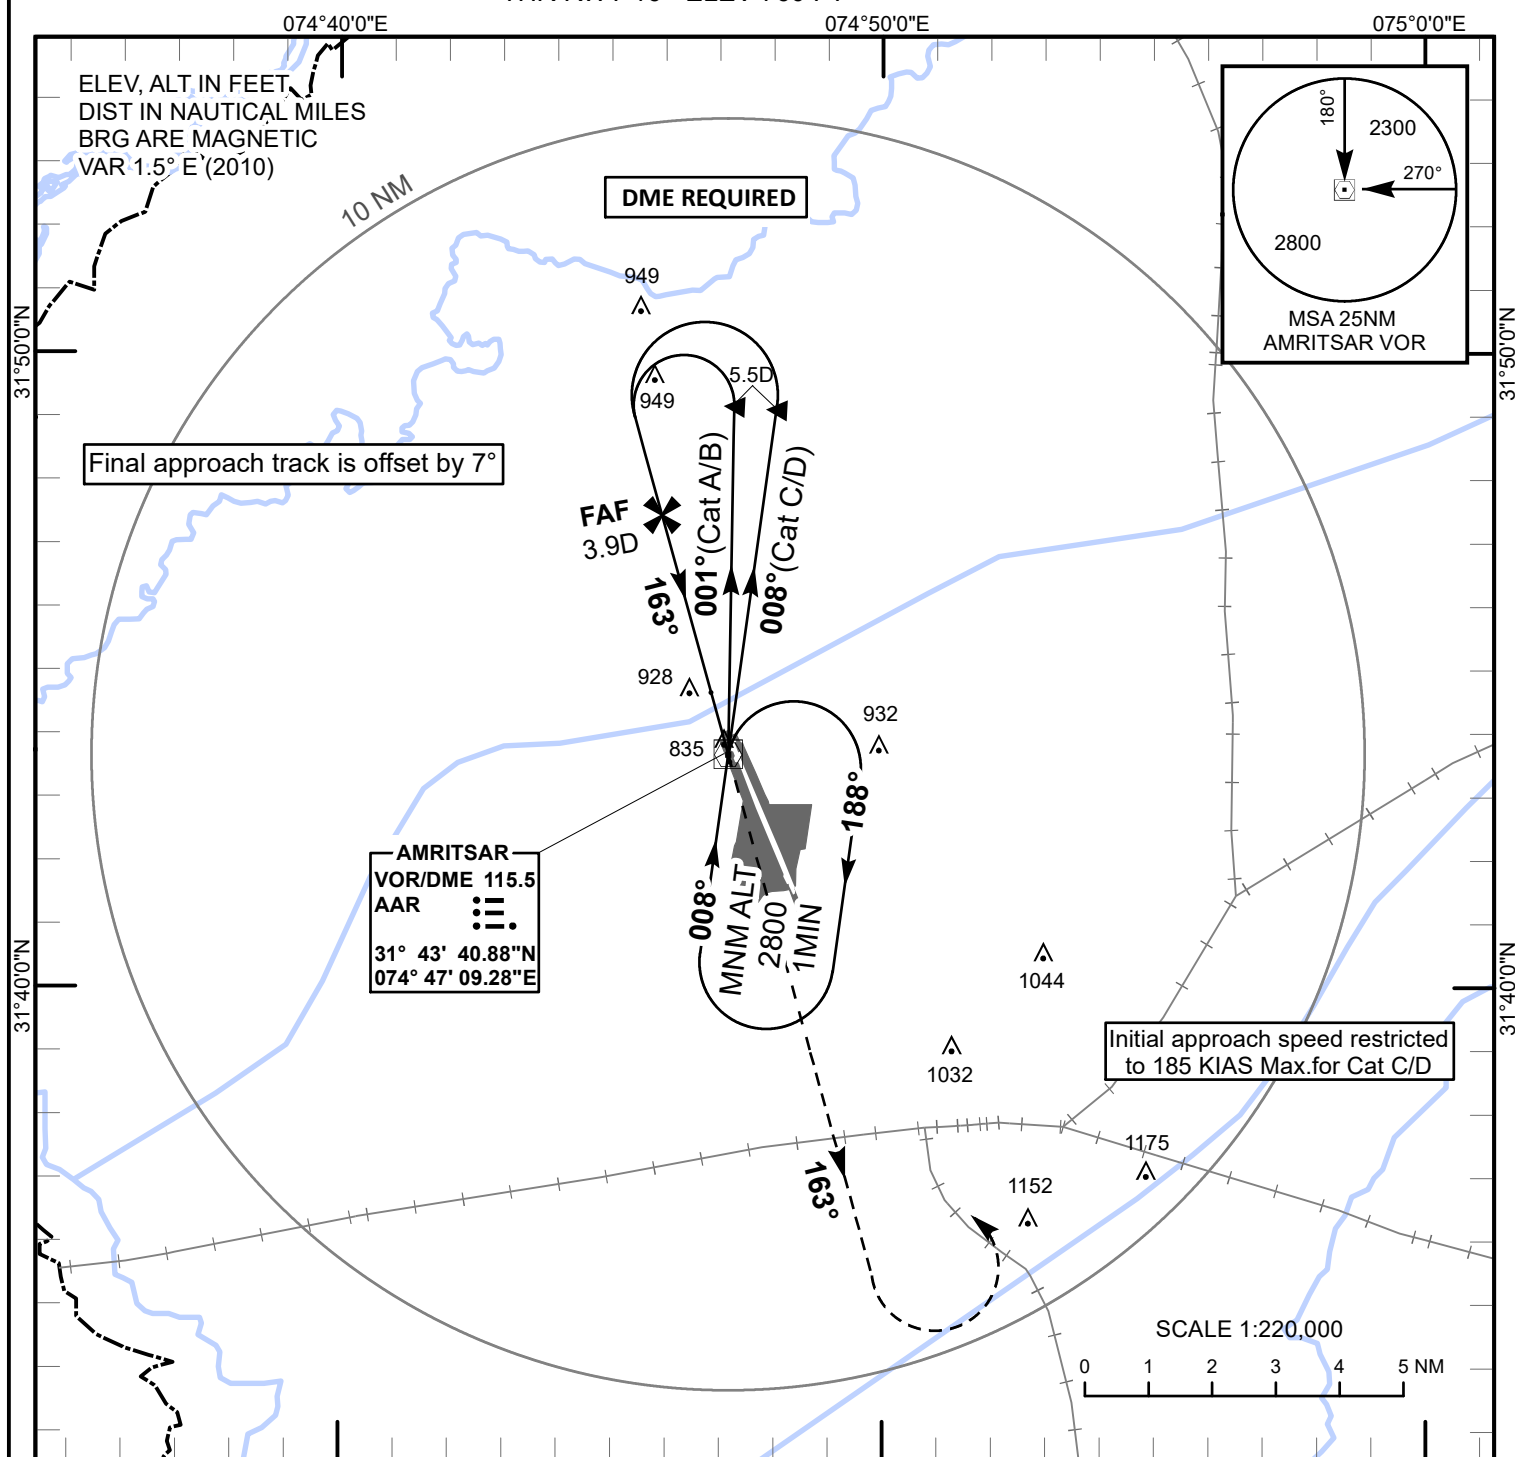 074°40'0"E
074°50'0"E
075°0'0"E
ELEV, ALT IN FEET
DIST IN NAUTICAL MILES
BRG ARE MAGNETIC
VAR 1.5° E (2010)
10 NM
DME REQUIRED
180°
2300
270°
2800
MSA 25NM
AMRITSAR VOR
949
31°50'0"N
31°50'0"N
949
5.5D
Final approach track is offset by 7°
FAF
3.9D
001°(Cat A/B)
008°(Cat C/D)
163°
928
932
835
188°
AMRITSAR
VOR/DME 115.5
AAR
31° 43' 40.88"N
074° 47' 09.28"E
008°
MNM ALT
2800
1MIN
31°40'0"N
31°40'0"N
1044
1032
Initial approach speed restricted
to 185 KIAS Max.for Cat C/D
1175
1152
163°
SCALE 1:220,000
0 1 2 3 4 5 NM